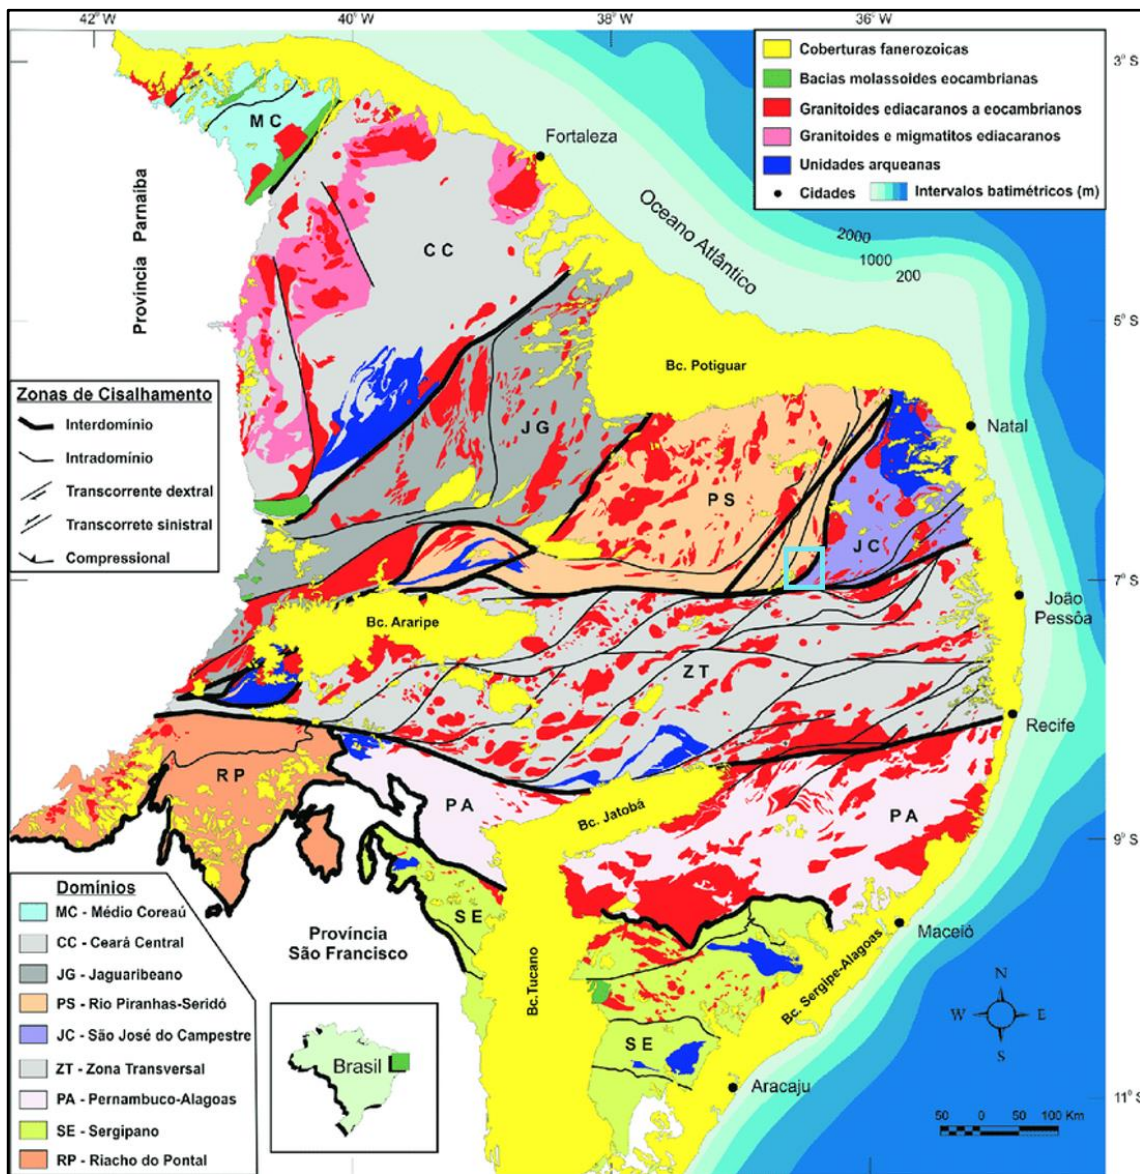 42° W
40° W
38° W
36° W
Coberturas fanerozoicas
Bacias molassoides eocambrianas
Granitoides ediacaranos a eocambrianos
Granitoides e migmatitos ediacaranos
Unidades arqueanas
Cidades
Intervalos batimétricos (m)
3° S
M C
Fortaleza
Oceano Atlântico
2000
1000
200
Província Parnaíba
C C
5° S
Bc. Potiguar
Zonas de Cisalhamento
Interdomínio
Intradomínio
Transcorrente dextral
Transcorrete sinistral
Compressional
J G
Natal
P S
J C
7° S
João
Pessôa
Bc. Araripe
Z T
Recife
R P
P A
Bc. Jatobá
P A
9° S
Domínios
MC - Médio Coreaú
CC - Ceará Central
JG - Jaguaribeano
PS - Rio Piranhas-Seridó
JC - São José do Campestre
ZT - Zona Transversal
PA - Pernambuco-Alagoas
SE - Sergipano
RP - Riacho do Pontal
S E
Província
São Francisco
Bc.Tucano
Maceió
Bc. Sergipe-Alagoas
N
W
E
S
Brasil
S E
Aracaju
11° S
50 0 50 100 Km